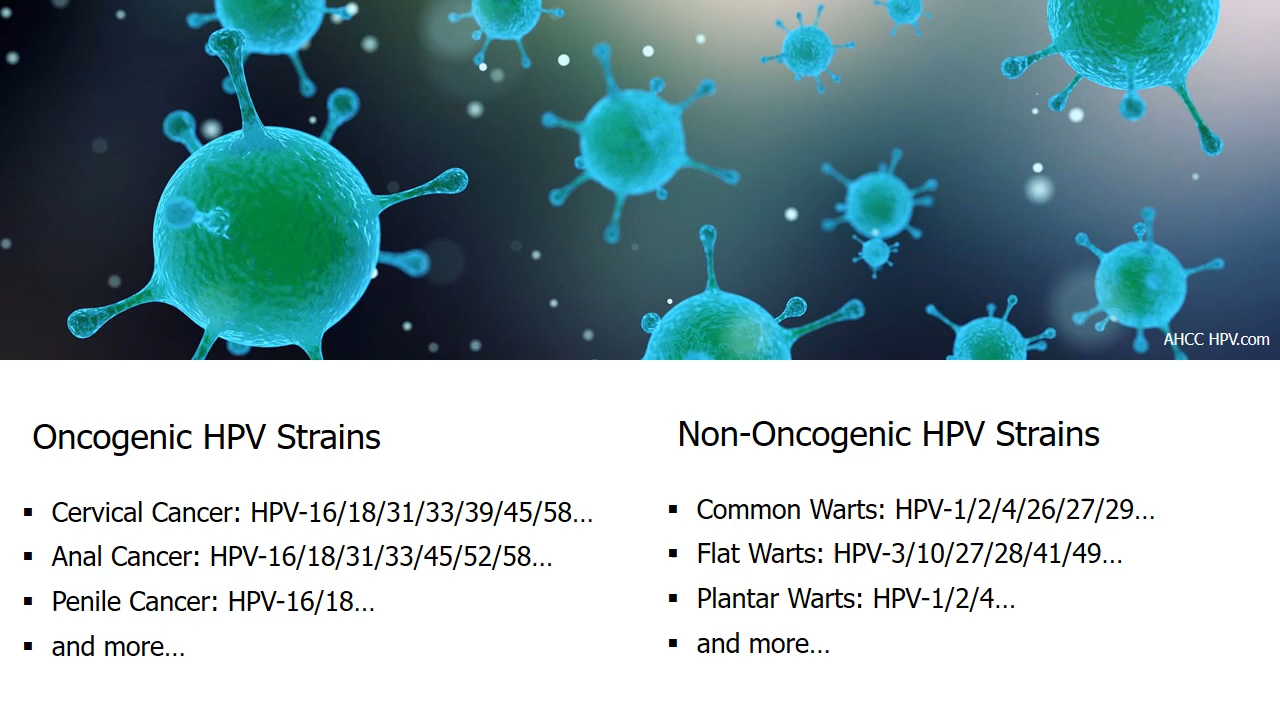 AHCC HPV.com
Oncogenic HPV Strains
▪ Cervical Cancer: HPV-16/18/31/33/39/45/58...
▪ Anal Cancer: HPV-16/18/31/33/45/52/58...
▪ Penile Cancer: HPV-16/18...
▪ and more...
Non-Oncogenic HPV Strains
▪ Common Warts: HPV-1/2/4/26/27/29...
▪ Flat Warts: HPV-3/10/27/28/41/49...
▪ Plantar Warts: HPV-1/2/4...
▪ and more...